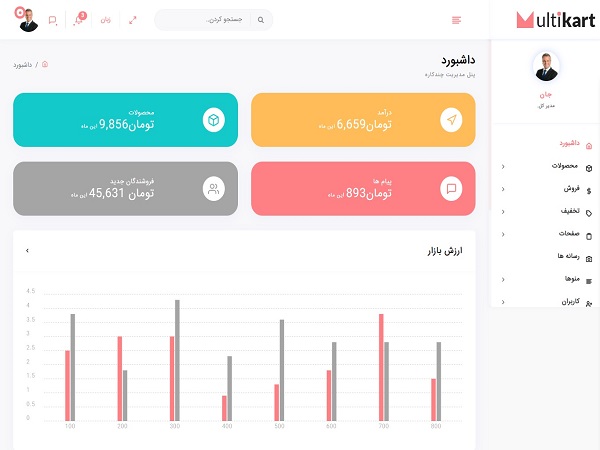 Multikart
جستجو کردن..
زبان
3
جان
مدیر کل.
داشبورد
محصولات
فروش
تخفیف
صفحات
رسانه ها
منوها
کاربران
داشبورد
پنل مدیریت چندکاره
داشبورد /
درآمد
تومان6,659 این ماه
محصولات
تومان9,856 این ماه
پیام ها
تومان893 این ماه
فروشندگان جدید
تومان 45,631 این ماه
ارزش بازار
4.5
4
3.5
3
2.5
2
1.5
1
0.5
0
100 200 300 400 500 600 700 800